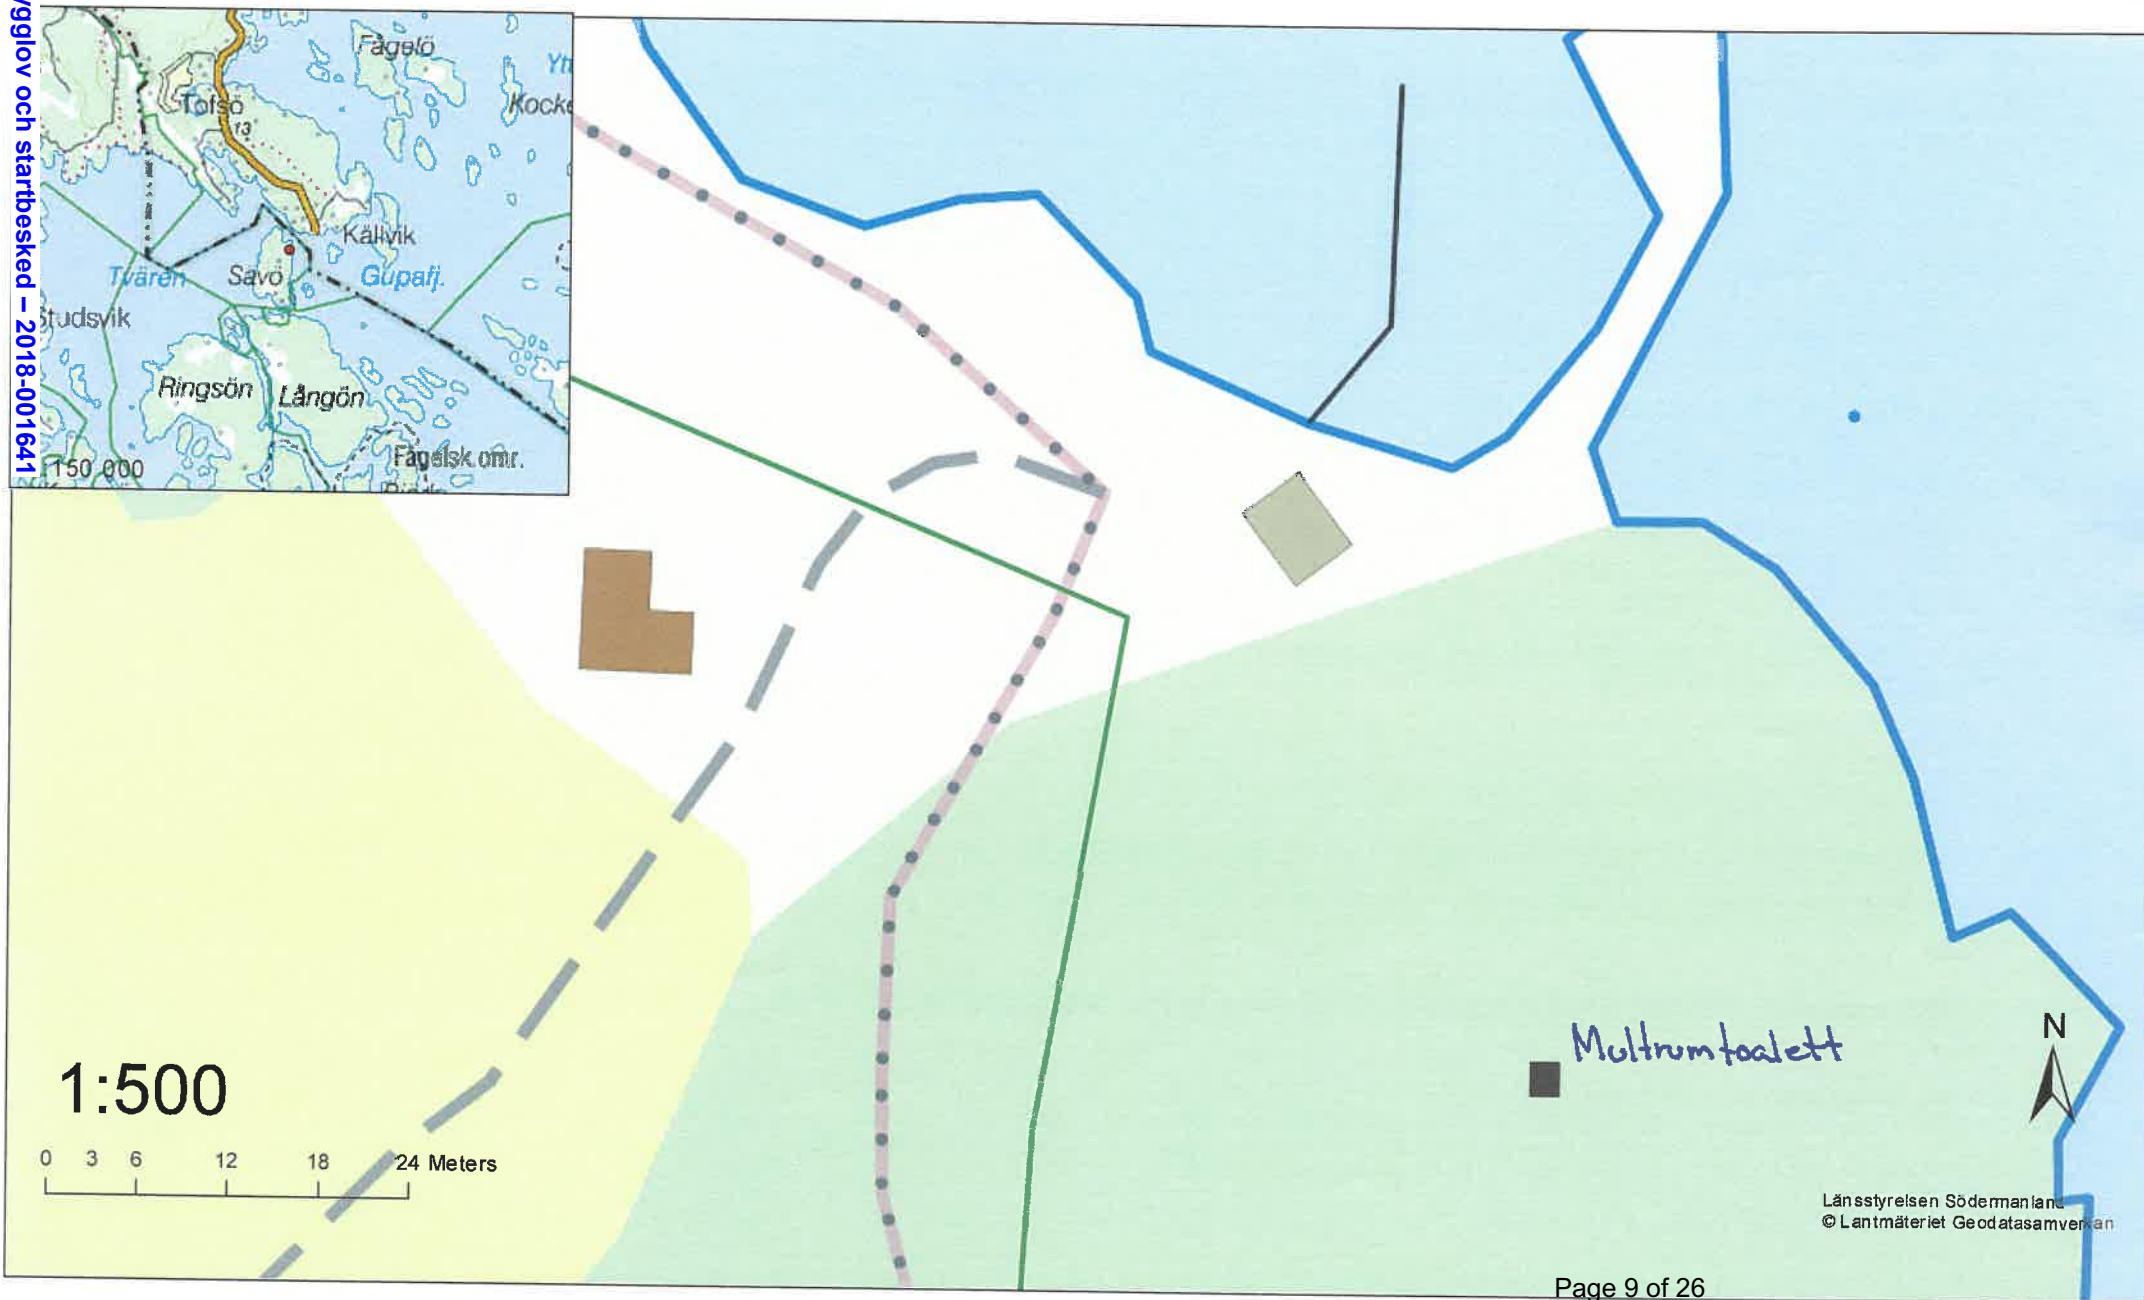 ygglov och startbesked – 2018-001641
Fågelö
Yt
Kocke
Tofsö
13
Källvik
Tvären
Savö
Gupafj.
Studsvik
Ringsön
Långön
Fågelsk.omr.
:150 000
Multrumtoalett
N
1:500
0 3 6 12 18 24 Meters
Länsstyrelsen Södermanland
© Lantmäteriet Geodatasamverkan
Page 9 of 26